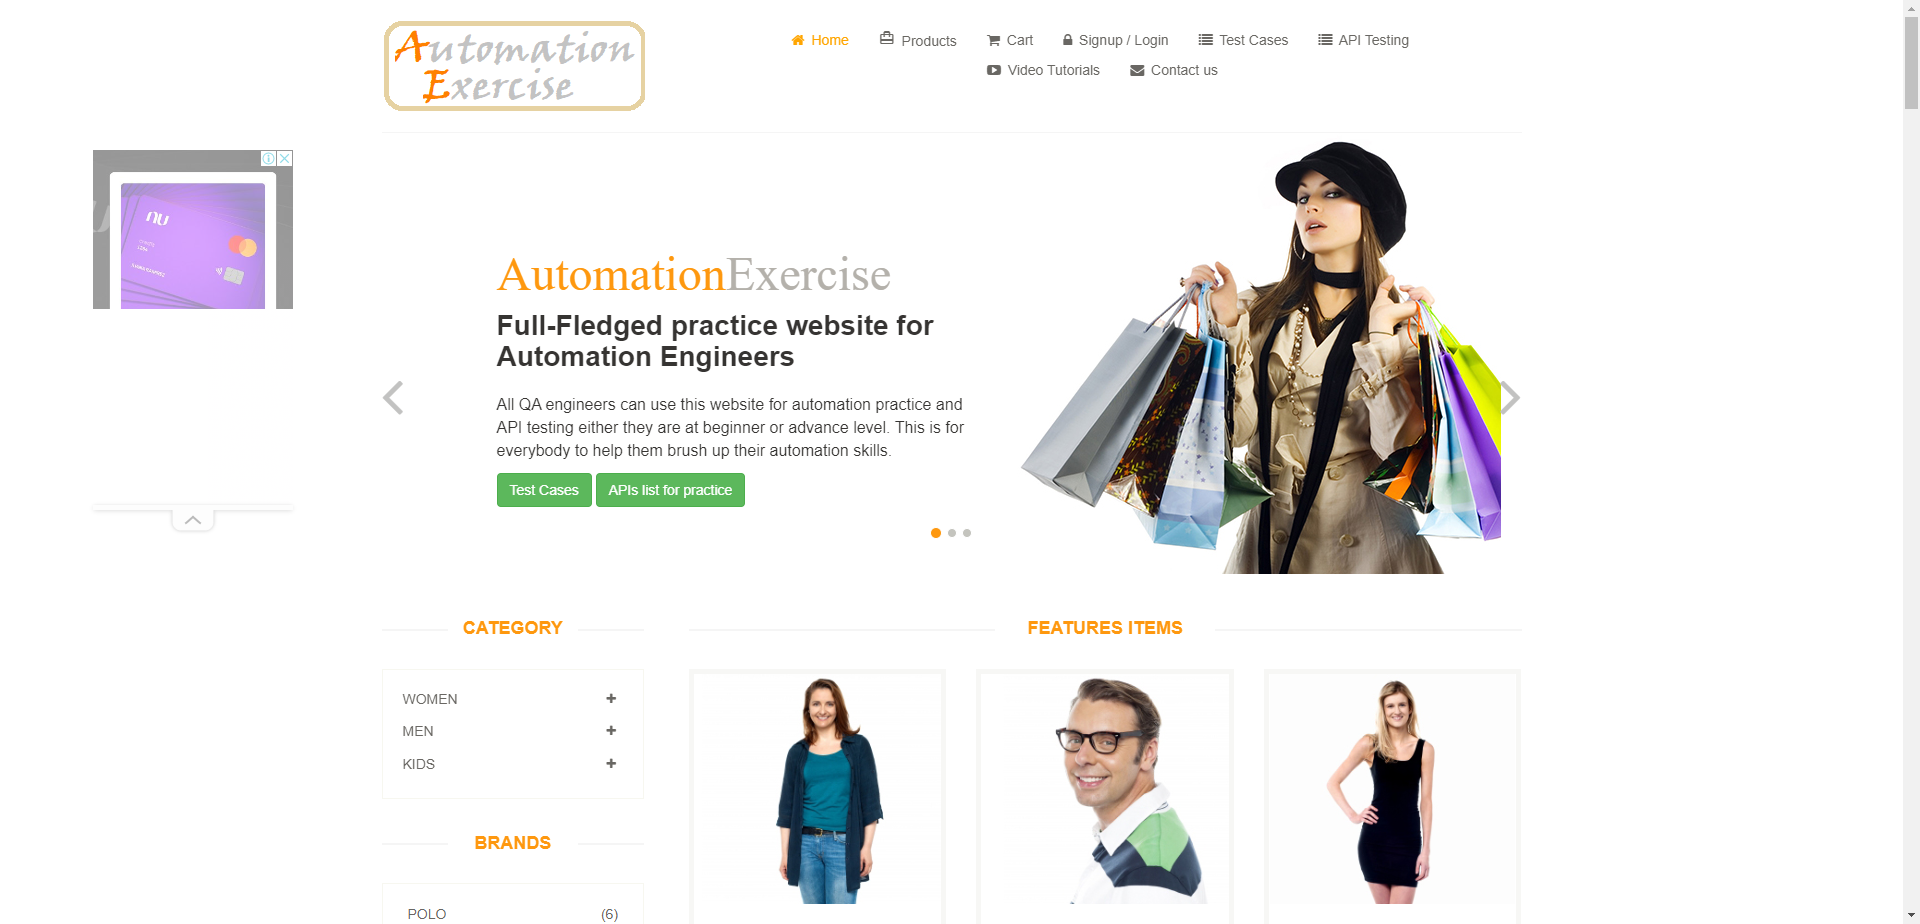 Automation
Exercise
Home
Products
Cart
Signup / Login
Test Cases
API Testing
Video Tutorials
Contact us
nu
AutomationExercise
Full-Fledged practice website for
Automation Engineers
All QA engineers can use this website for automation practice and
API testing either they are at beginner or advance level. This is for
everybody to help them brush up their automation skills.
Test Cases
APIs list for practice
CATEGORY
WOMEN
MEN
KIDS
BRANDS
POLO (6)
FEATURES ITEMS